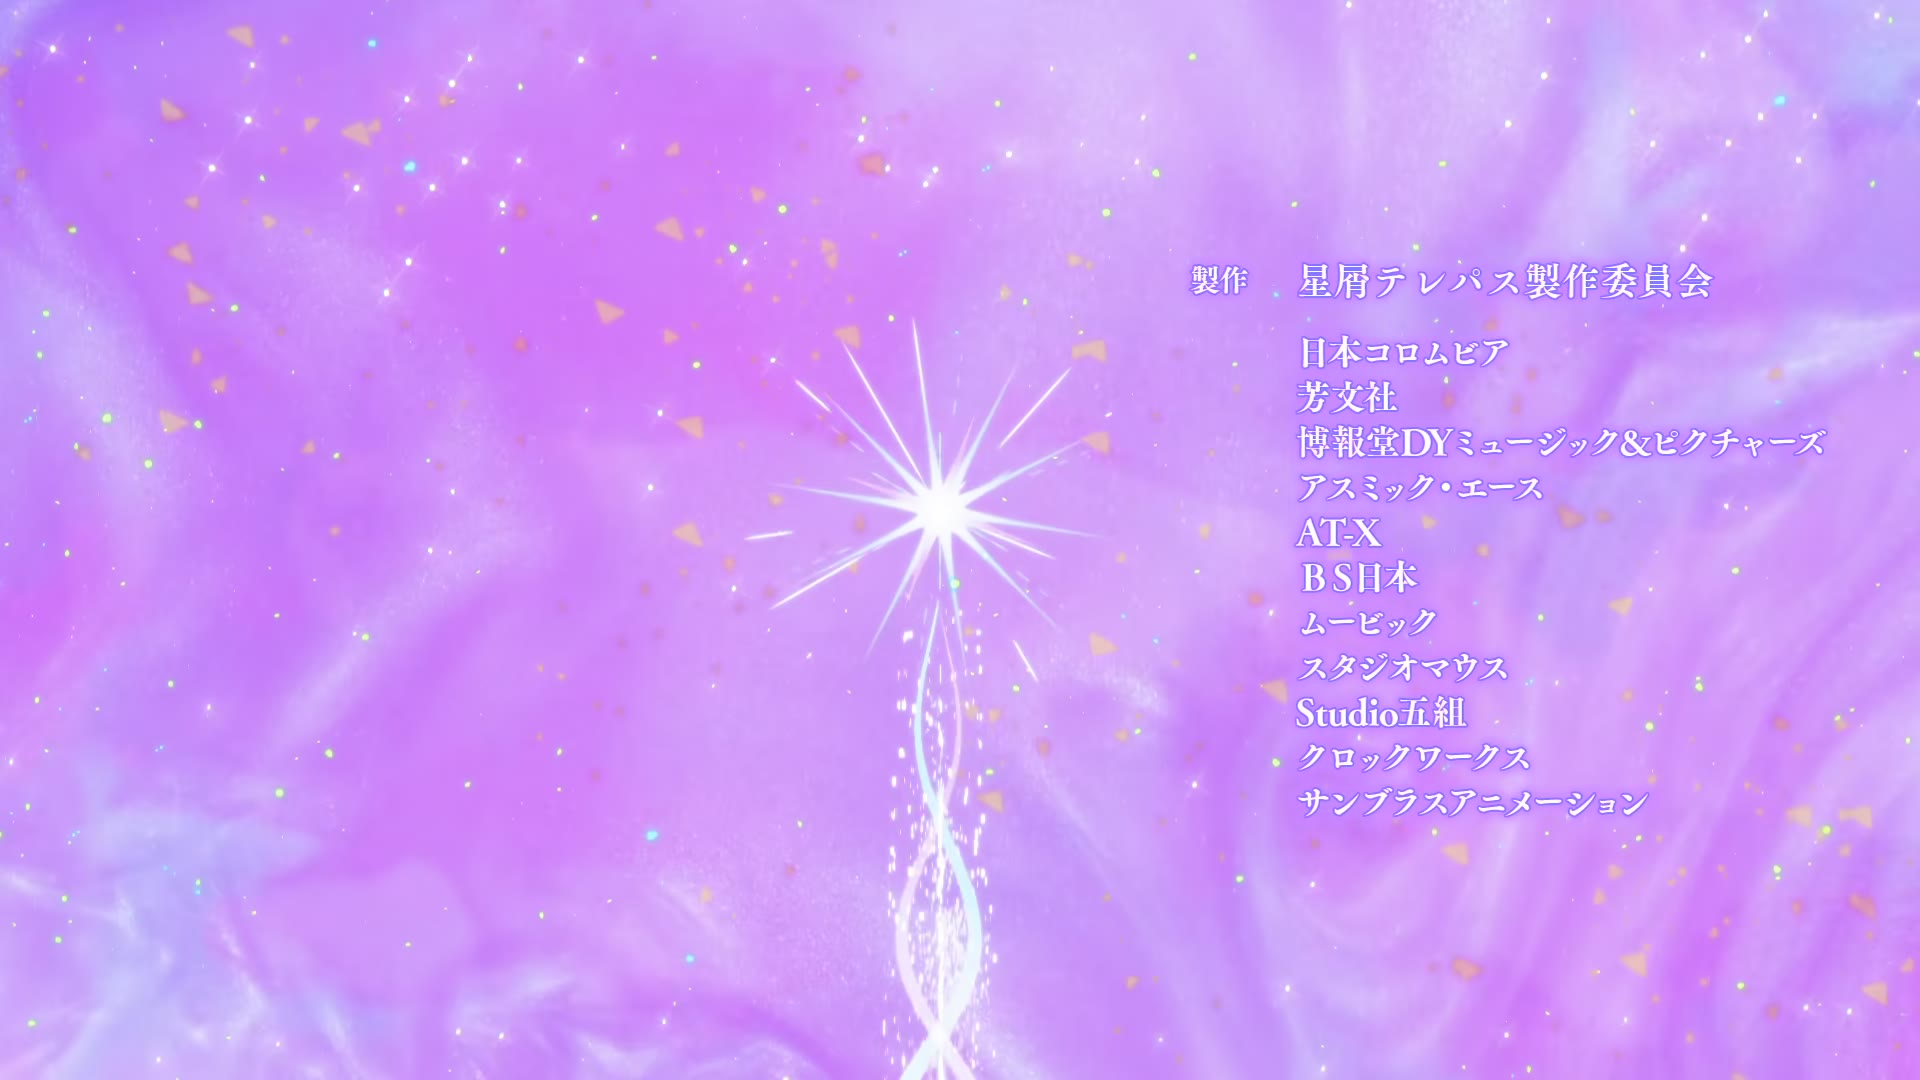 製作 星屑テレパス製作委員会
日本コロムビア
芳文社
博報堂DYミュージック&ピクチャーズ
アスミック・エース
AT-X
ＢＳ日本
ムービック
スタジオマウス
Studio五組
クロックワークス
サンブラスアニメーション